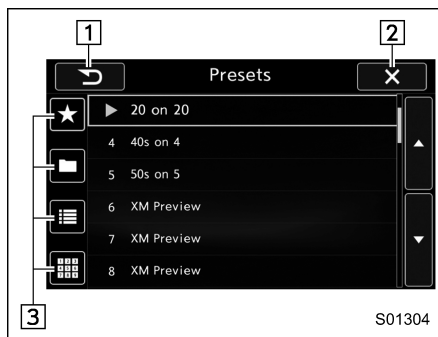 1
2
Presets
20 on 20
4 40s on 4
5 50s on 5
6 XM Preview
7 XM Preview
8 XM Preview
3
S01304